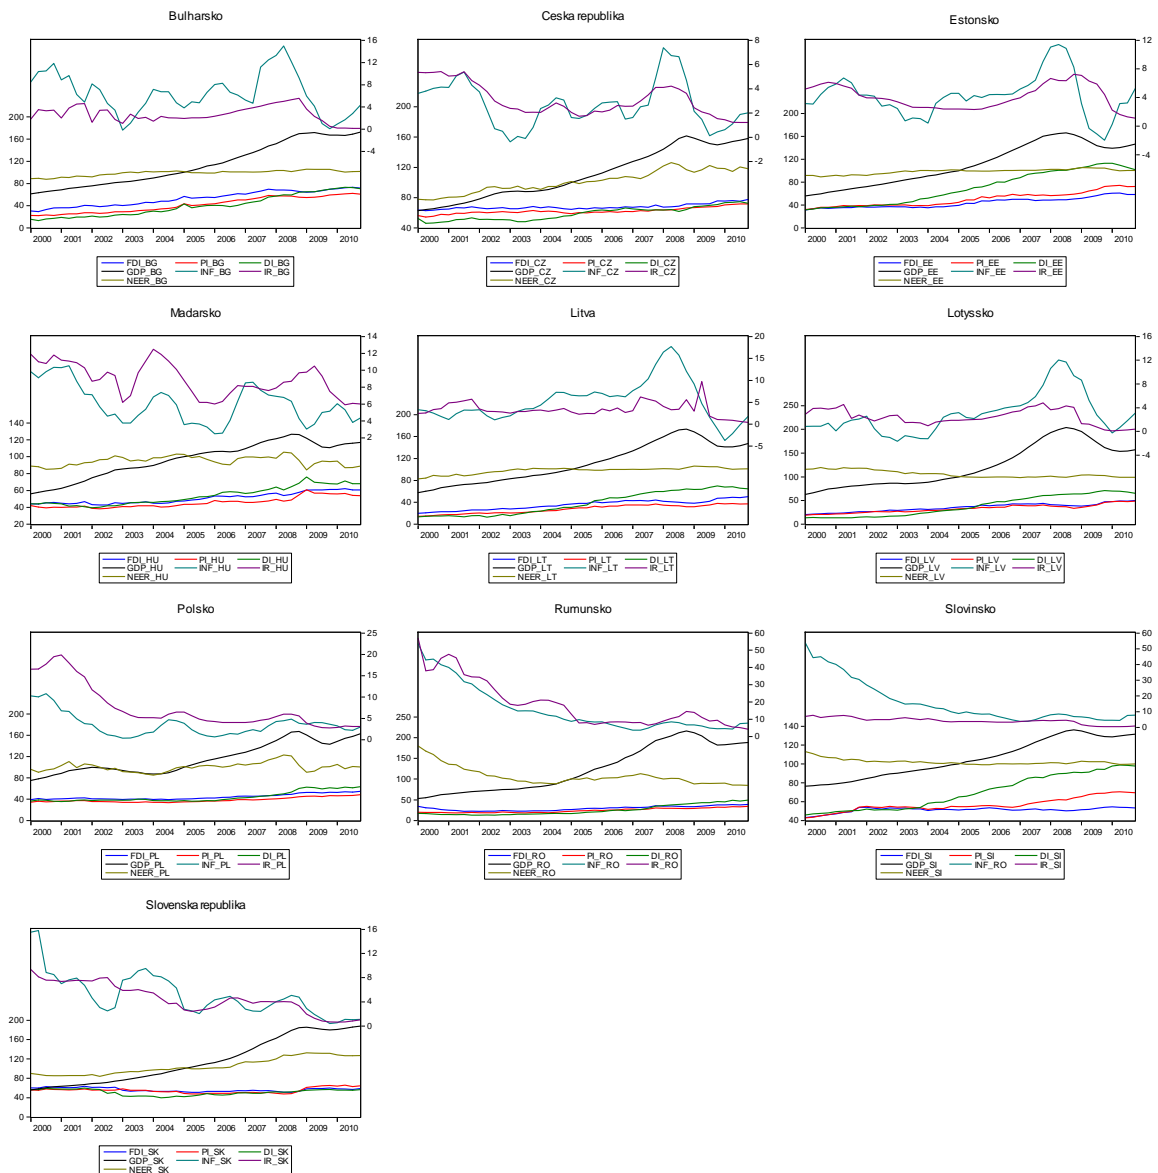 Bulharsko
16
12
8
4
0
-4
200
160
120
80
40
0
2000 2001 2002 2003 2004 2005 2006 2007 2008 2009 2010
FDI_BG PI_BG DI_BG
GDP_BG INF_BG IR_BG
NEER_BG
Ceska republika
8
6
4
2
0
-2
200
160
120
80
40
2000 2001 2002 2003 2004 2005 2006 2007 2008 2009 2010
FDI_CZ PI_CZ DI_CZ
GDP_CZ INF_CZ IR_CZ
NEER_CZ
Estonsko
12
8
4
0
-4
200
160
120
80
40
0
2000 2001 2002 2003 2004 2005 2006 2007 2008 2009 2010
FDI_EE PI_EE DI_EE
GDP_EE INF_EE IR_EE
NEER_EE
Madarsko
14
12
10
8
6
4
2
140
120
100
80
60
40
20
2000 2001 2002 2003 2004 2005 2006 2007 2008 2009 2010
FDI_HU PI_HU DI_HU
GDP_HU INF_HU IR_HU
NEER_HU
Litva
20
15
10
5
0
-5
200
160
120
80
40
0
2000 2001 2002 2003 2004 2005 2006 2007 2008 2009 2010
FDI_LT PI_LT DI_LT
GDP_LT INF_LT IR_LT
NEER_LT
Lotyssko
16
12
8
4
0
-4
250
200
150
100
50
0
2000 2001 2002 2003 2004 2005 2006 2007 2008 2009 2010
FDI_LV PI_LV DI_LV
GDP_LV INF_LV IR_LV
NEER_LV
Polsko
25
20
15
10
5
0
200
160
120
80
40
0
2000 2001 2002 2003 2004 2005 2006 2007 2008 2009 2010
FDI_PL PI_PL DI_PL
GDP_PL INF_PL IR_PL
NEER_PL
Rumunsko
60
50
40
30
20
10
0
250
200
150
100
50
0
2000 2001 2002 2003 2004 2005 2006 2007 2008 2009 2010
FDI_RO PI_RO DI_RO
GDP_RO INF_RO IR_RO
NEER_RO
Slovinsko
60
50
40
30
20
10
0
140
120
100
80
60
40
2000 2001 2002 2003 2004 2005 2006 2007 2008 2009 2010
FDI_SI PI_SI DI_SI
GDP_SI INF_RO IR_SI
NEER_SI
Slovenska republika
16
12
8
4
0
200
160
120
80
40
0
2000 2001 2002 2003 2004 2005 2006 2007 2008 2009 2010
FDI_SK PI_SK DI_SK
GDP_SK INF_SK IR_SK
NEER_SK